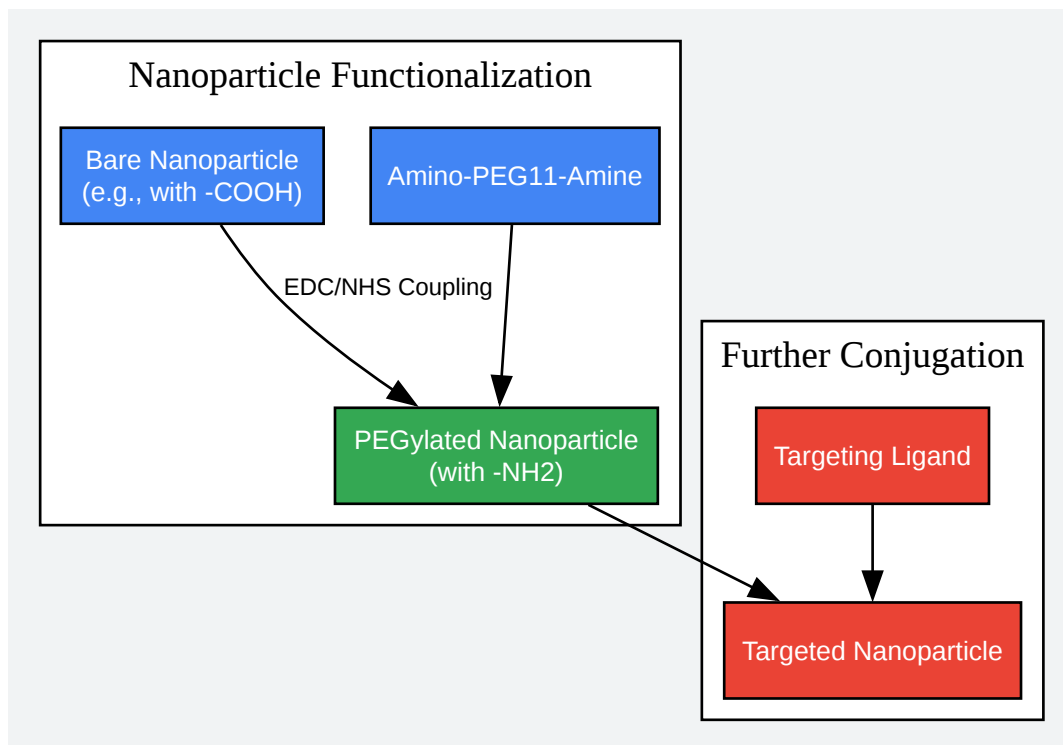 Nanoparticle Functionalization
Bare Nanoparticle
(e.g., with -COOH)
Amino-PEG11-Amine
EDC/NHS Coupling
PEGylated Nanoparticle
(with -NH2)
Further Conjugation
Targeting Ligand
Targeted Nanoparticle